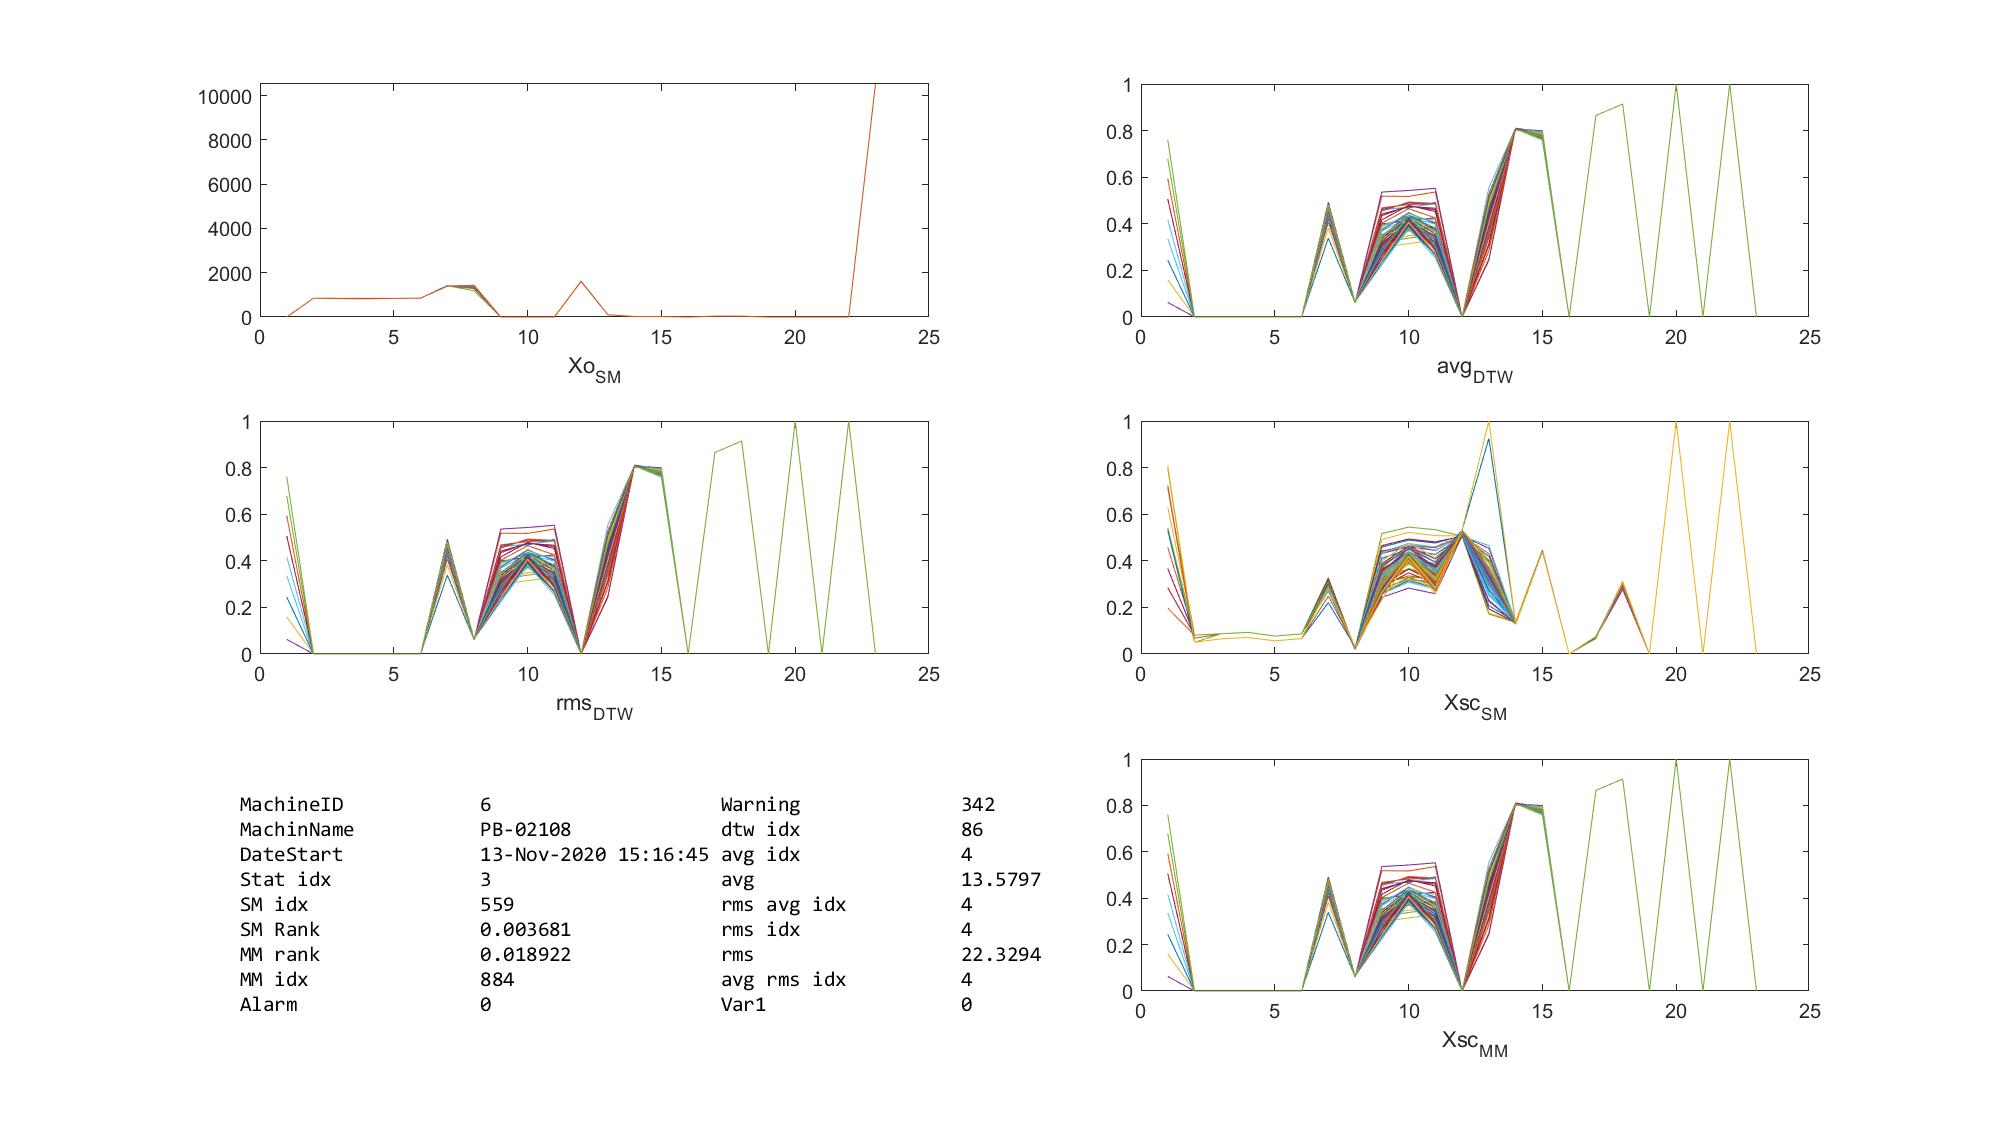 10000
8000
6000
4000
2000
0
0 5 10 15 20 25
XoSM
1
0.8
0.6
0.4
0.2
0
0 5 10 15 20 25
avgDTW
1
0.8
0.6
0.4
0.2
0
0 5 10 15 20 25
rmsDTW
1
0.8
0.6
0.4
0.2
0
0 5 10 15 20 25
XscSM
MachineID 6 Warning 342
MachinName PB-02108 dtw idx 86
DateStart 13-Nov-2020 15:16:45 avg idx 4
Stat idx 3 avg 13.5797
SM idx 559 rms avg idx 4
SM Rank 0.003681 rms idx 4
MM rank 0.018922 rms 22.3294
MM idx 884 avg rms idx 4
Alarm 0 Var1 0
1
0.8
0.6
0.4
0.2
0
0 5 10 15 20 25
XscMM